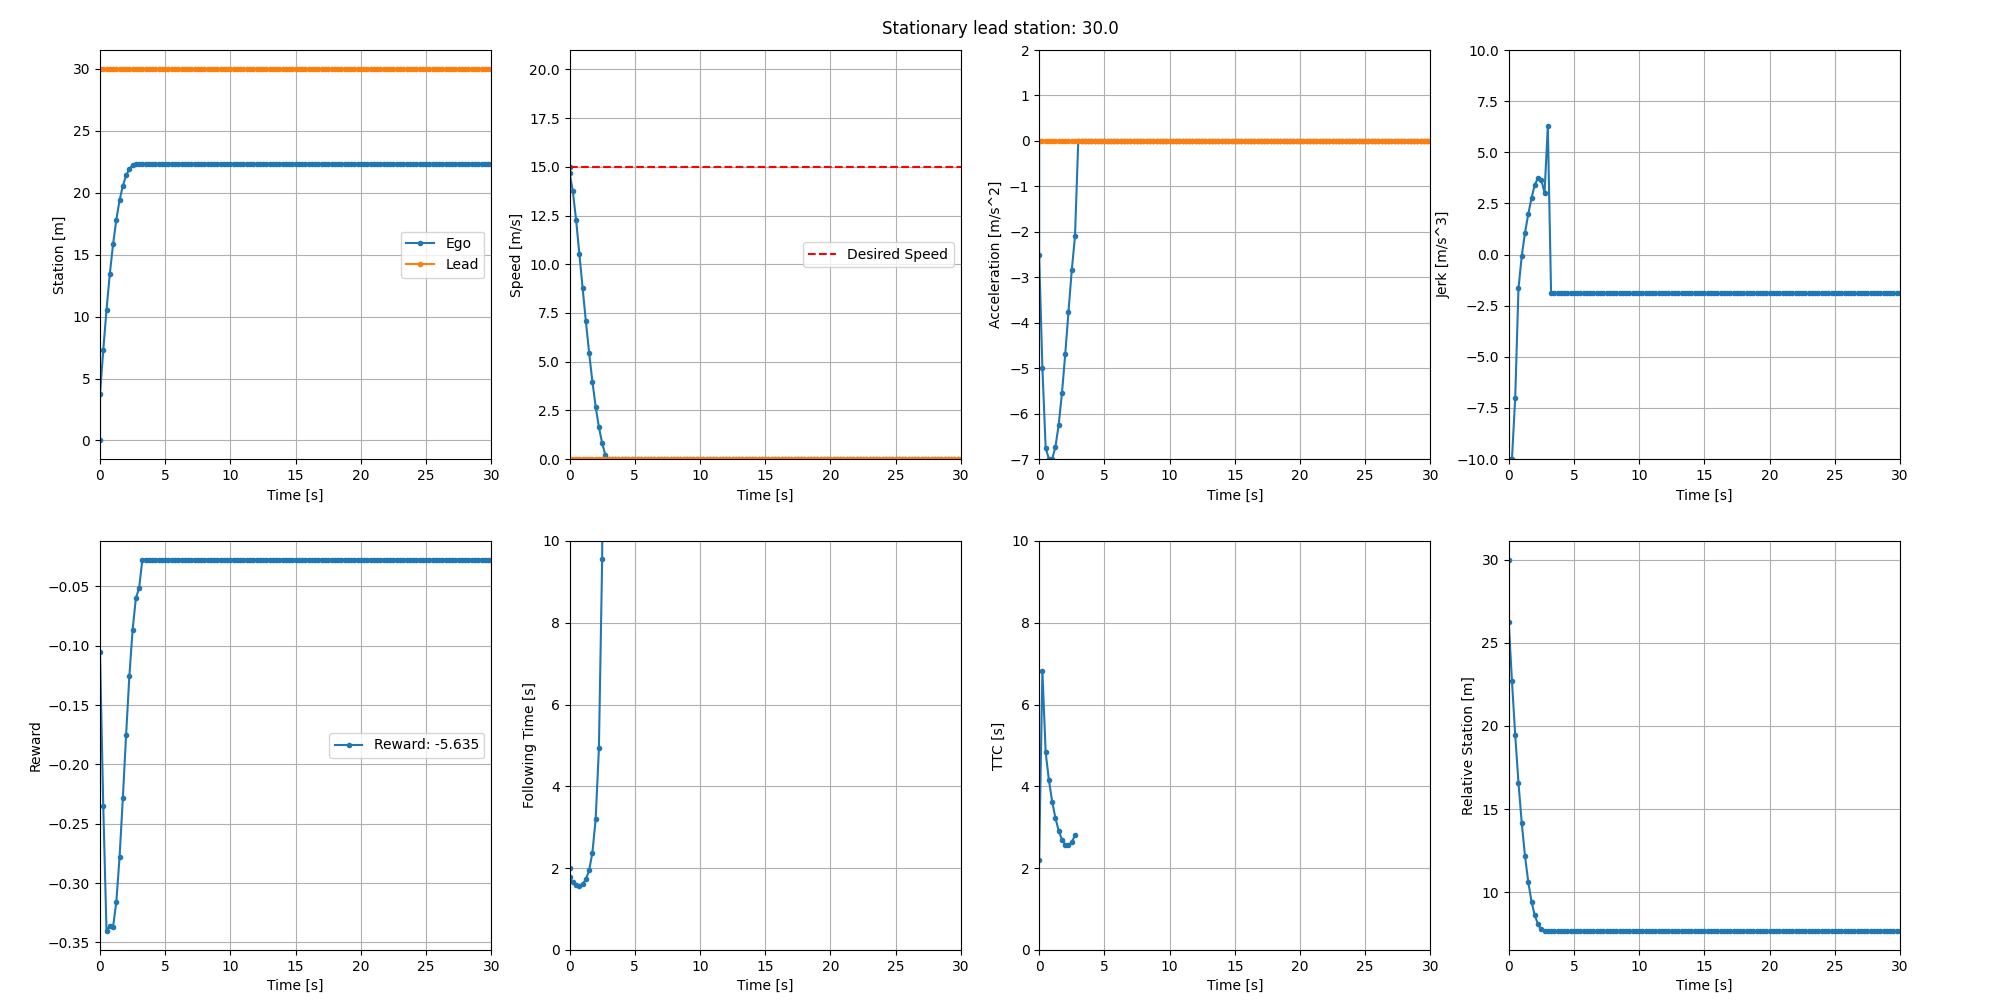 Stationary lead station: 30.0
Station [m]
30
25
20
15
10
5
0
Ego
Lead
0 5 10 15 20 25 30
Time [s]
Speed [m/s]
20.0
17.5
15.0
12.5
10.0
7.5
5.0
2.5
0.0
Desired Speed
0 5 10 15 20 25 30
Time [s]
Acceleration [m/s^2]
2
1
0
−1
−2
−3
−4
−5
−6
−7
0 5 10 15 20 25 30
Time [s]
Jerk [m/s^3]
10.0
7.5
5.0
2.5
0.0
−2.5
−5.0
−7.5
−10.0
0 5 10 15 20 25 30
Time [s]
Reward
−0.05
−0.10
−0.15
−0.20
−0.25
−0.30
−0.35
Reward: -5.635
0 5 10 15 20 25 30
Time [s]
Following Time [s]
10
8
6
4
2
0
0 5 10 15 20 25 30
Time [s]
TTC [s]
10
8
6
4
2
0
0 5 10 15 20 25 30
Time [s]
Relative Station [m]
30
25
20
15
10
0 5 10 15 20 25 30
Time [s]